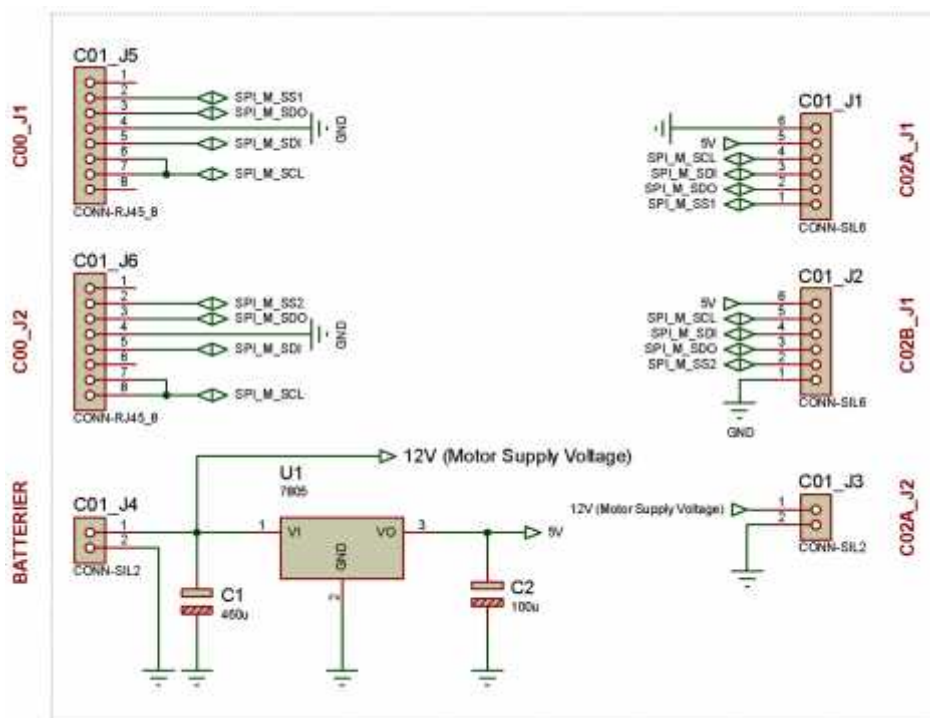 C00_J1
C01_J5
1
2
3
4
5
6
7
8
SPI_M_SS1
SPI_M_SDO
GND
SPI_M_SDI
SPI_M_SCL
CONN-RJ45_8
C01_J1
6
5
4
3
2
1
5V
SPI_M_SCL
SPI_M_SDI
SPI_M_SDO
SPI_M_SS1
CONN-SIL6
C02A_J1
C00_J2
C01_J6
1
2
3
4
5
6
7
8
SPI_M_SS2
SPI_M_SDO
GND
SPI_M_SDI
SPI_M_SCL
CONN-RJ45_8
C01_J2
6
5
4
3
2
1
5V
SPI_M_SCL
SPI_M_SDI
SPI_M_SDO
SPI_M_SS2
CONN-SIL6
GND
C02B_J1
BATTERIER
C01_J4
1
2
CONN-SIL2
12V (Motor Supply Voltage)
U1
7805
1
VI
VO
3
GND
2
5V
C1
460u
C2
100u
C01_J3
12V (Motor Supply Voltage)
1
2
CONN-SIL2
C02A_J2